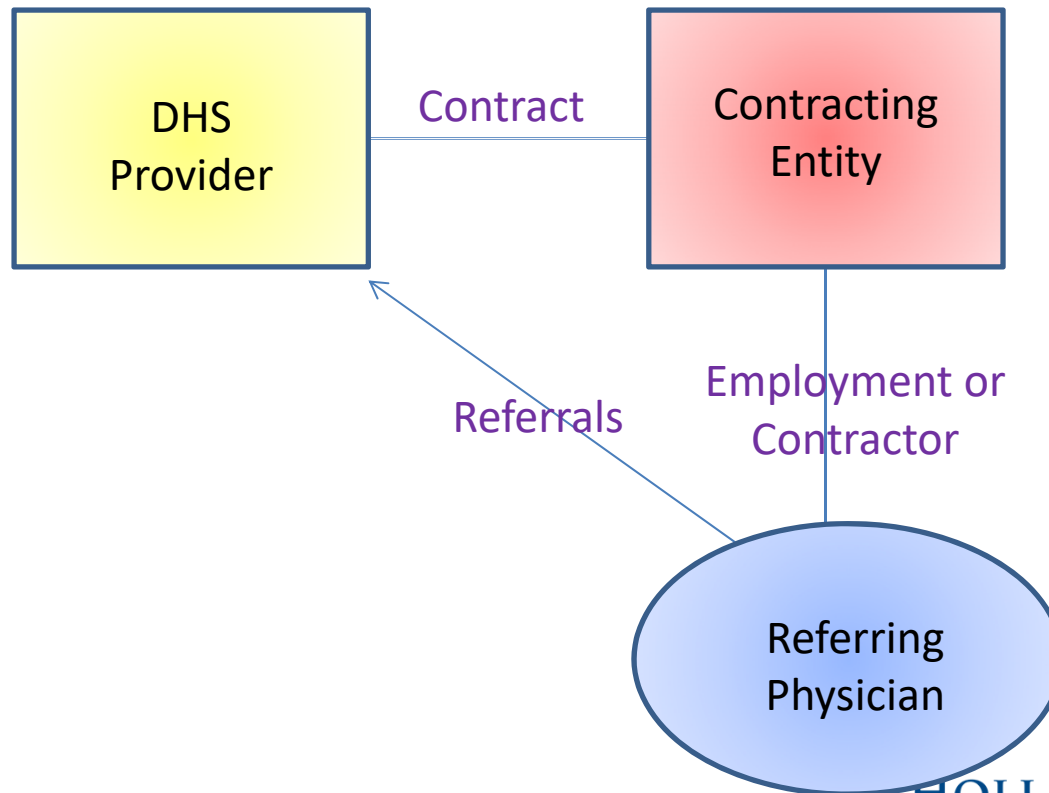 DHS
Provider
Contract
Contracting
Entity
Referrals
Employment or
Contractor
Referring
Physician